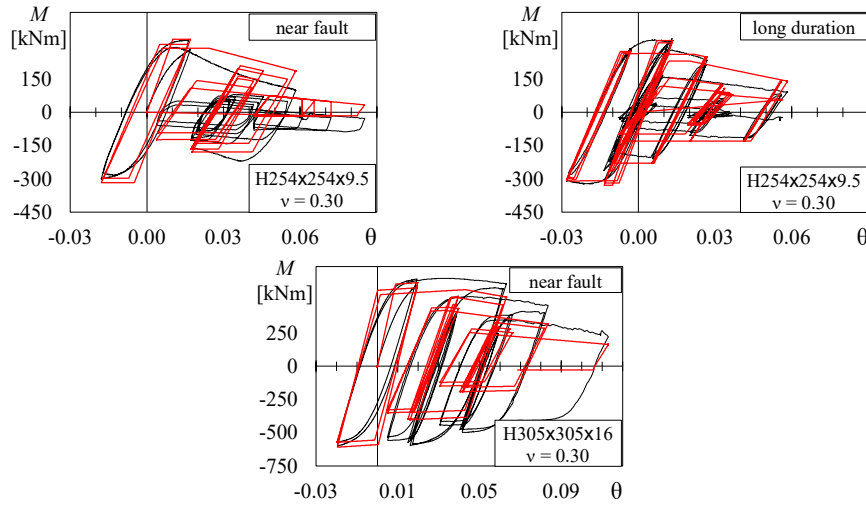 M
[kNm]
near fault
150
0
-150
-300
-450
H254x254x9.5
ν = 0.30
-0.03 0.00 0.03 0.06 θ
M
[kNm]
long duration
150
0
-150
-300
-450
H254x254x9.5
ν = 0.30
-0.03 0.00 0.03 0.06 θ
M
[kNm]
near fault
250
0
-250
-500
-750
H305x305x16
ν = 0.30
-0.03 0.01 0.05 0.09 θ